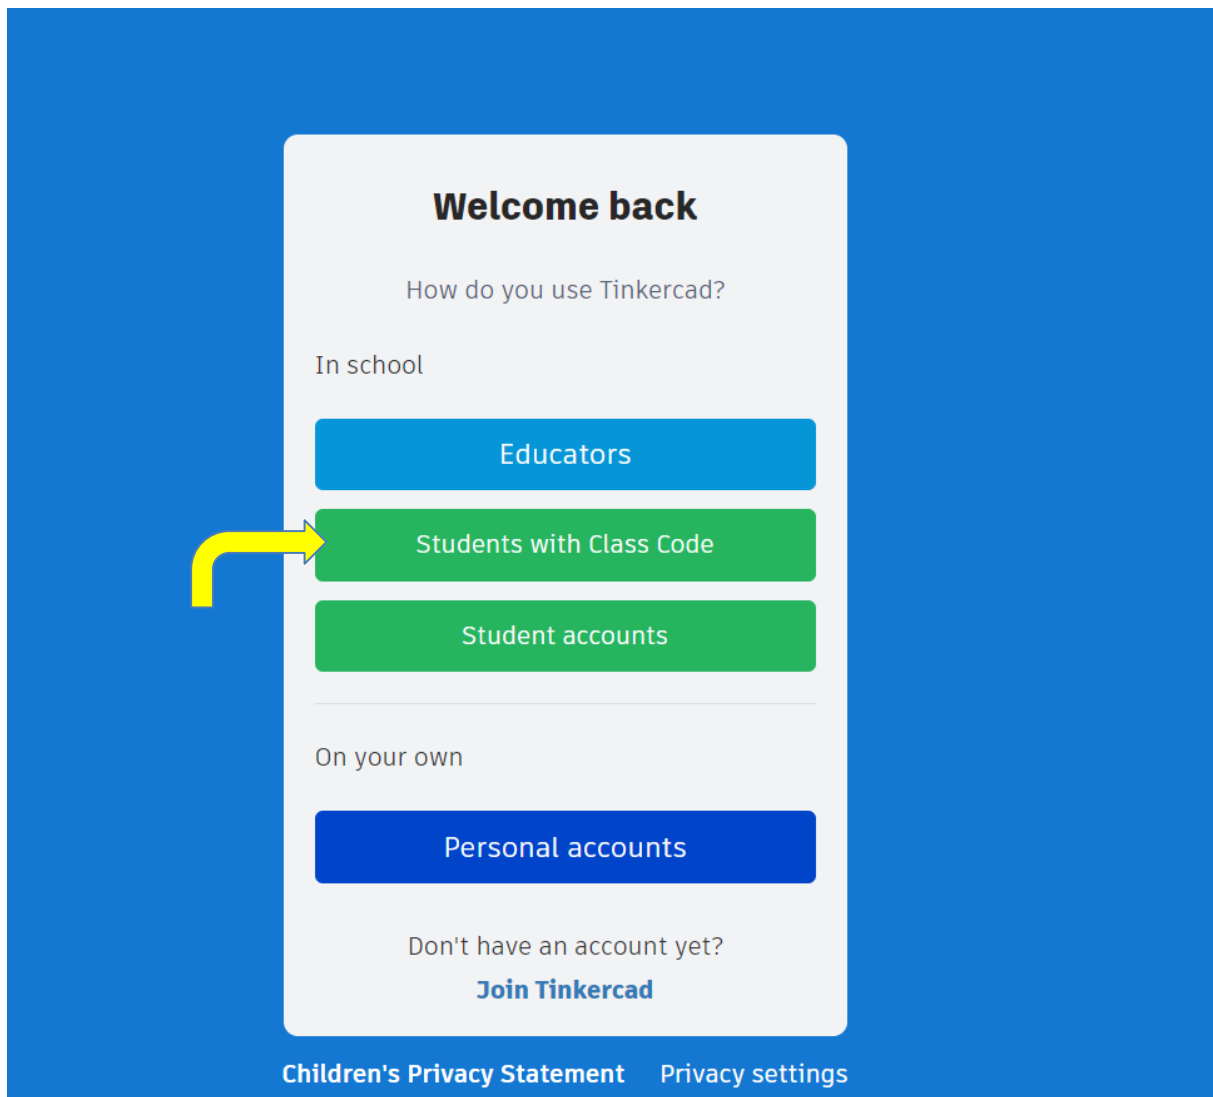 Welcome back
How do you use Tinkercad?
In school
Educators
Students with Class Code
Student accounts
On your own
Personal accounts
Don't have an account yet?
Join Tinkercad
Children's Privacy Statement Privacy settings